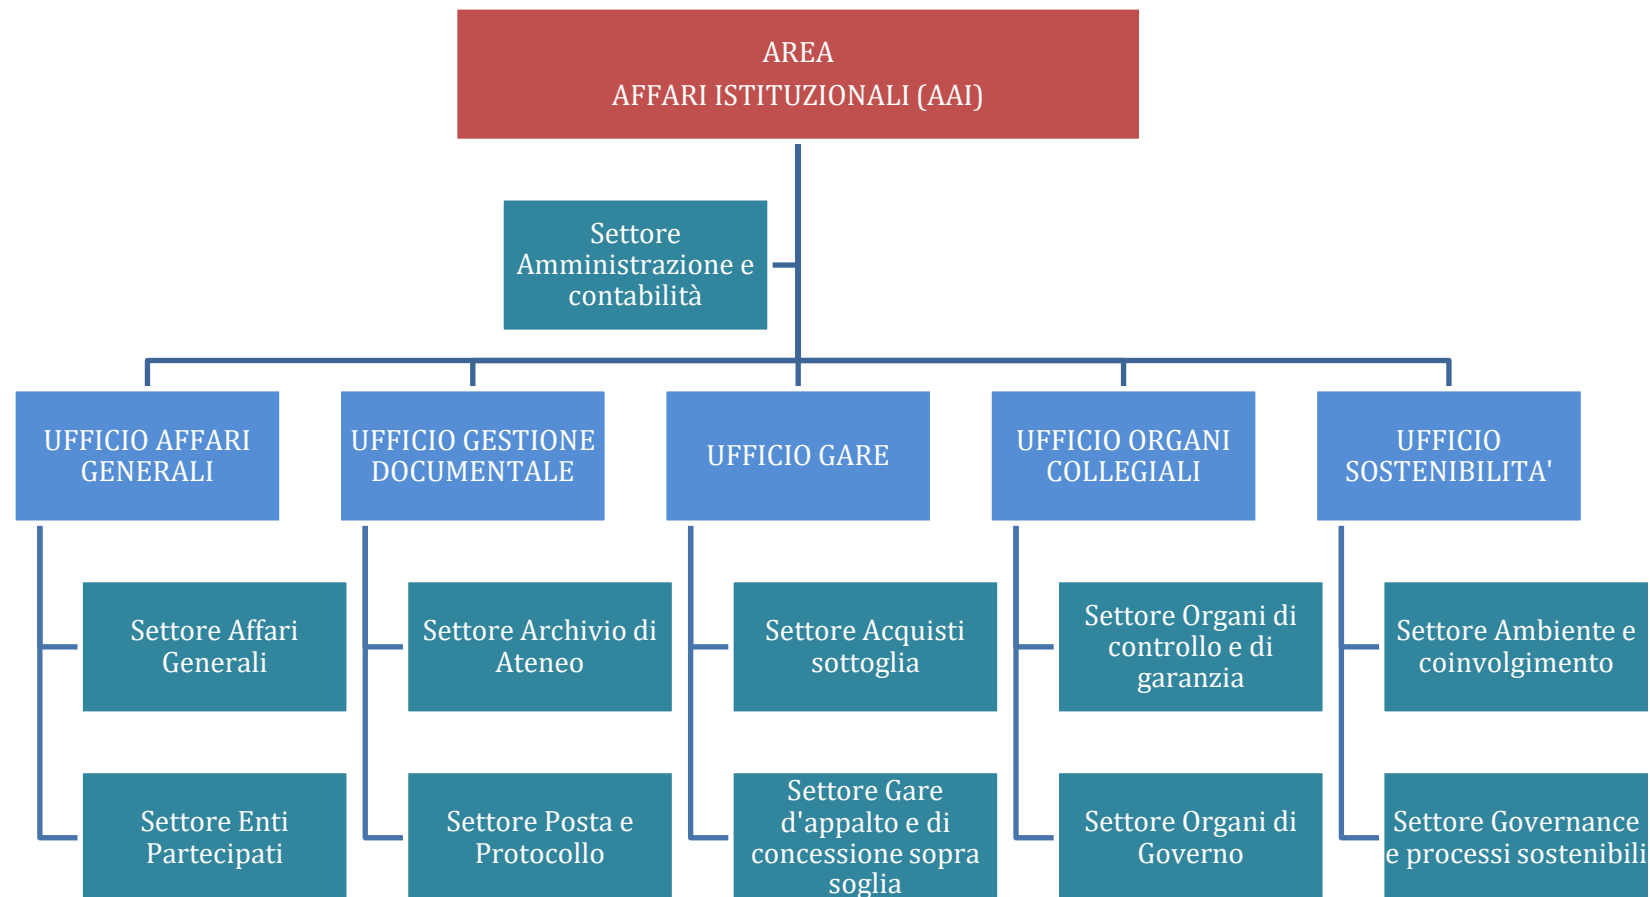 AREA
AFFARI ISTITUZIONALI (AAI)
Settore
Amministrazione e
contabilità
UFFICIO AFFARI
GENERALI
UFFICIO GESTIONE
DOCUMENTALE
UFFICIO GARE
UFFICIO ORGANI
COLLEGIALI
UFFICIO
SOSTENIBILITA'
Settore Affari
Generali
Settore Archivio di
Ateneo
Settore Acquisti
sottoglia
Settore Organi di
controllo e di
garanzia
Settore Ambiente e
coinvolgimento
Settore Enti
Partecipati
Settore Posta e
Protocollo
Settore Gare
d'appalto e di
concessione sopra
soglia
Settore Organi di
Governo
Settore Governance
e processi sostenibili